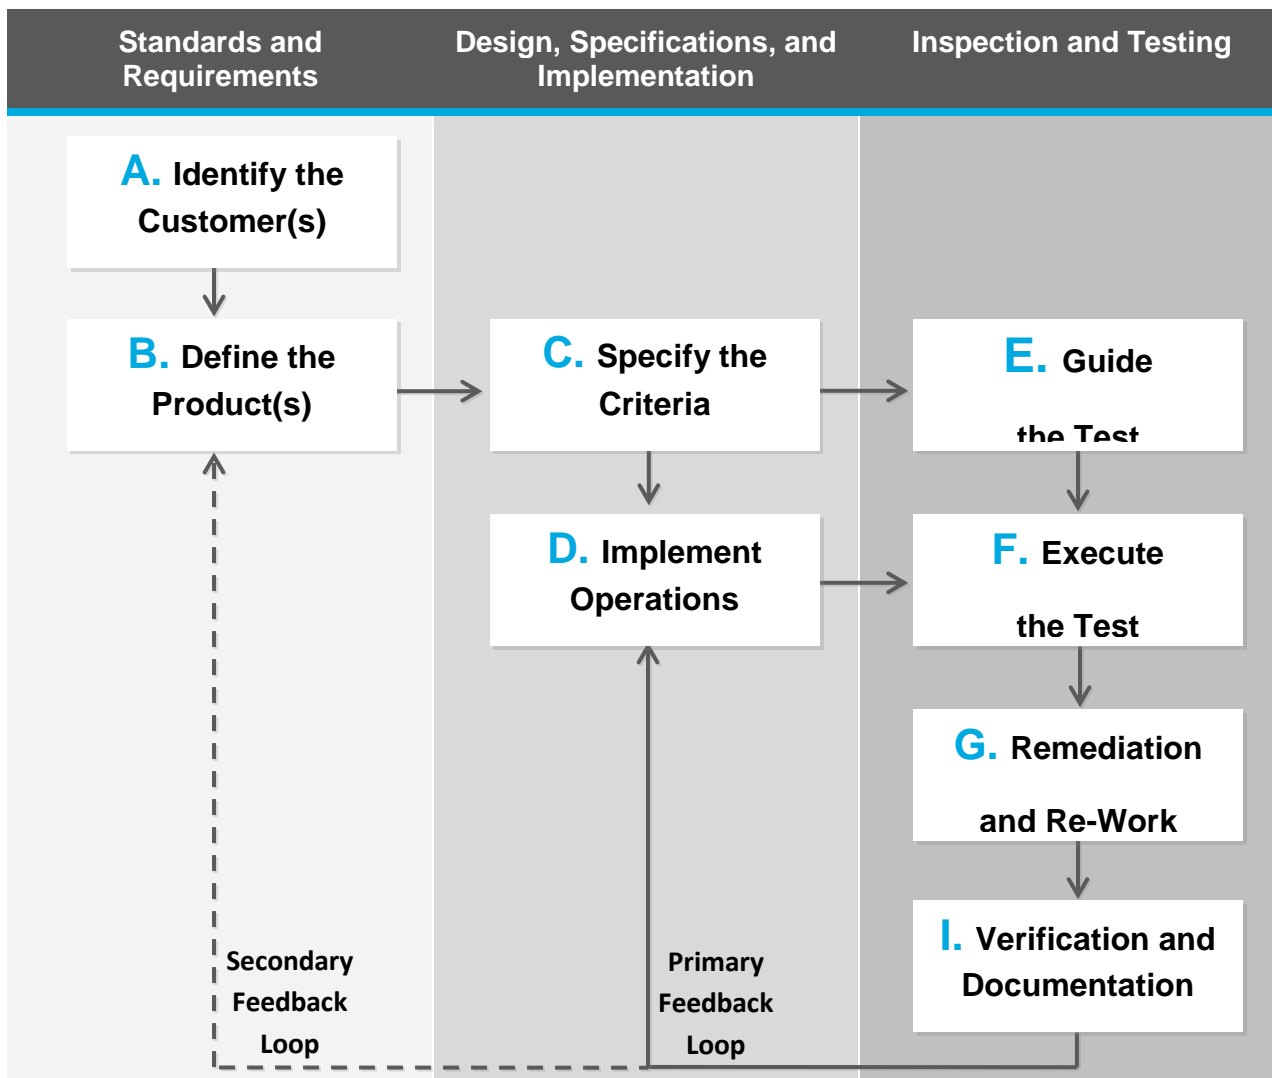 Standards and
Requirements
Design, Specifications, and
Implementation
Inspection and Testing
A. Identify the
Customer(s)
B. Define the
Product(s)
C. Specify the
Criteria
E. Guide
the Test
D. Implement
Operations
F. Execute
the Test
G. Remediation
and Re-Work
I. Verification and
Documentation
Secondary
Feedback
Loop
Primary
Feedback
Loop